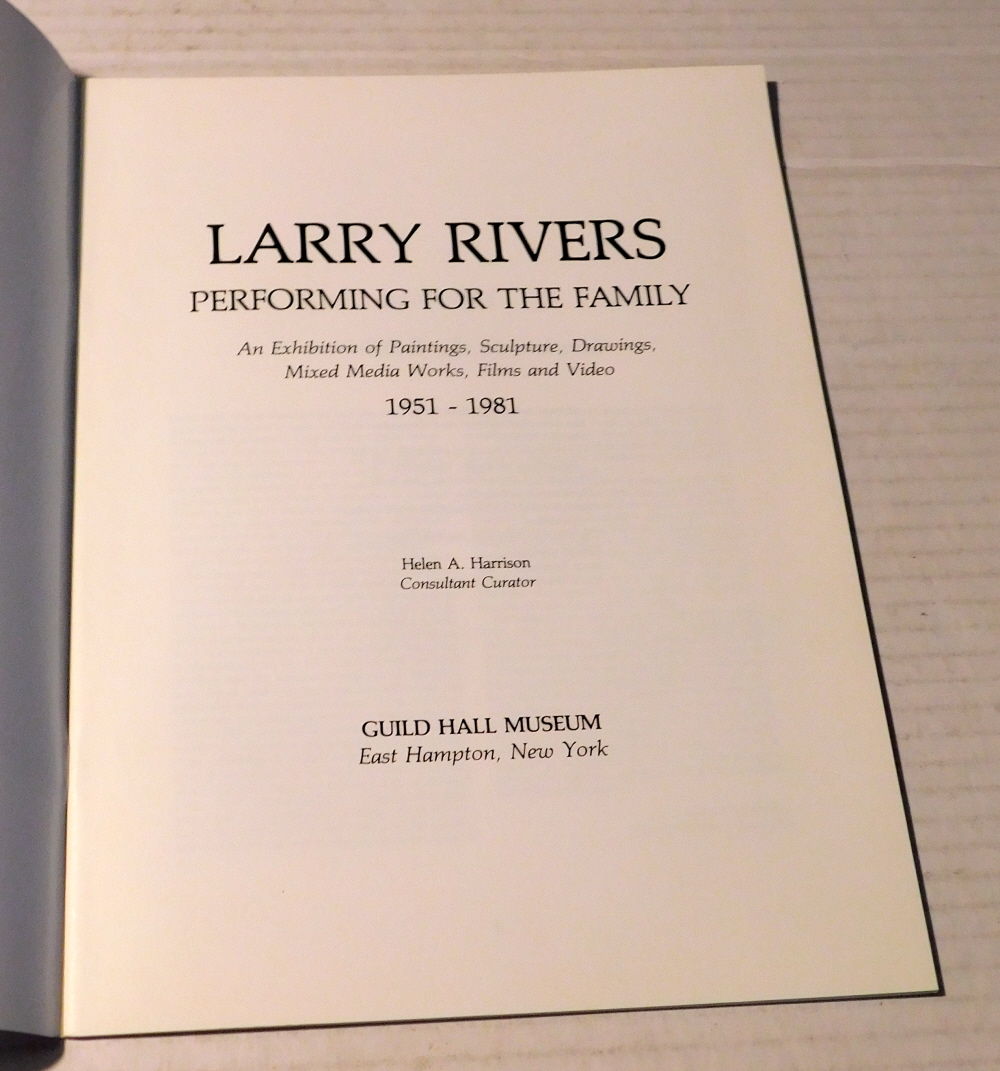 LARRY RIVERS
PERFORMING FOR THE FAMILY
An Exhibition of Paintings, Sculpture, Drawings,
Mixed Media Works, Films and Video
1951 - 1981
Helen A. Harrison
Consultant Curator
GUILD HALL MUSEUM
East Hampton, New York